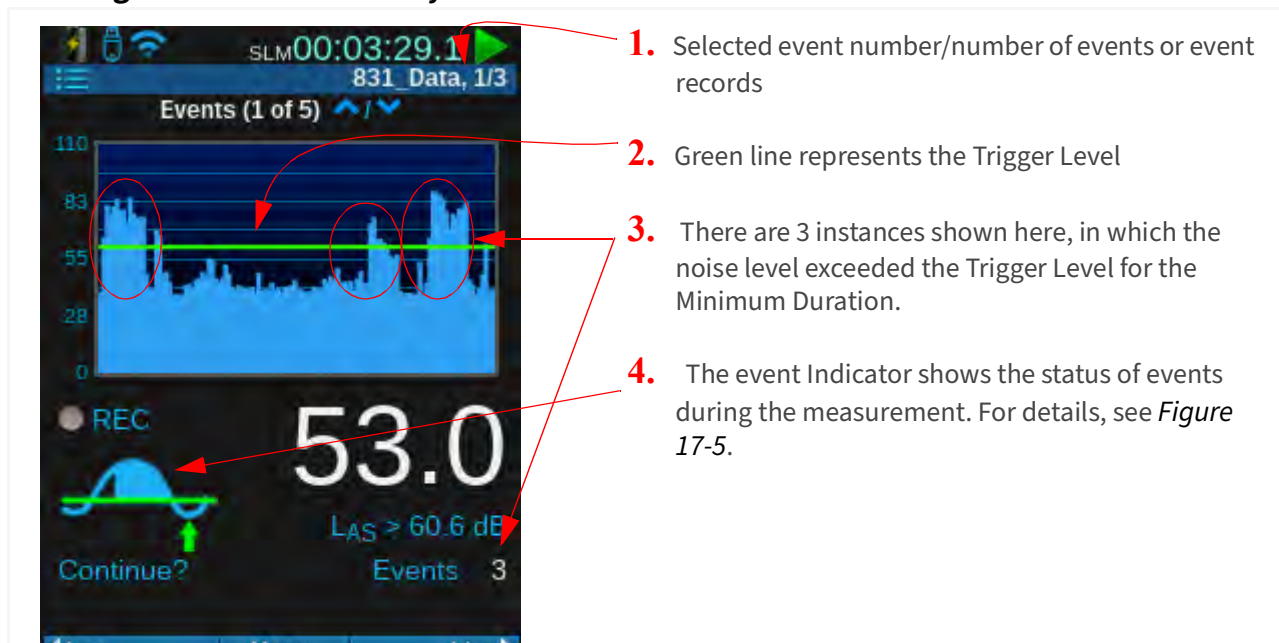 SLM00:03:29.1
831_Data, 1/3
Events (1 of 5) /
110
83
55
28
0
REC
53.0
LAS > 60.6 dB
Continue?
Events 3
1. Selected event number/number of events or event
records
2. Green line represents the Trigger Level
3. There are 3 instances shown here, in which the
noise level exceeded the Trigger Level for the
Minimum Duration.
4. The event Indicator shows the status of events
during the measurement. For details, see Figure
17-5.